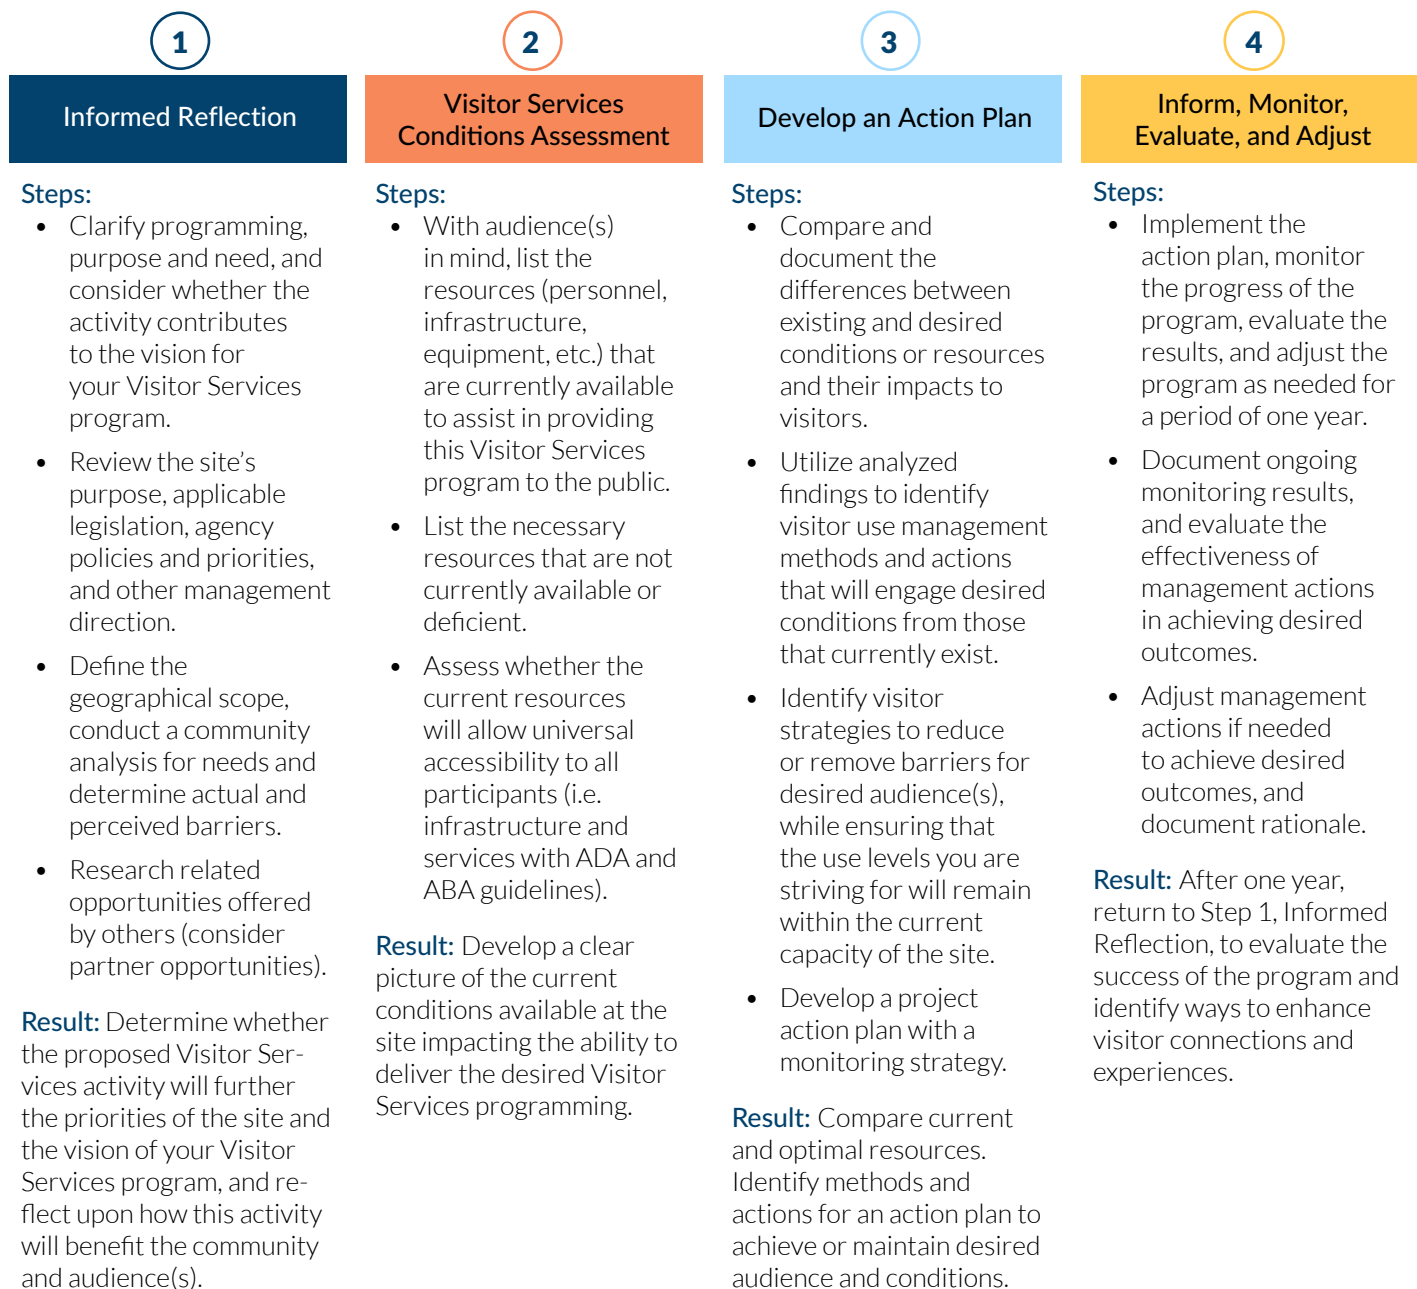 1
Informed Reflection
Steps:
• Clarify programming,
purpose and need, and
consider whether the
activity contributes
to the vision for
your Visitor Services
program.
• Review the site’s
purpose, applicable
legislation, agency
policies and priorities,
and other management
direction.
• Define the
geographical scope,
conduct a community
analysis for needs and
determine actual and
perceived barriers.
• Research related
opportunities offered
by others (consider
partner opportunities).
Result: Determine whether
the proposed Visitor Ser-
vices activity will further
the priorities of the site and
the vision of your Visitor
Services program, and re-
flect upon how this activity
will benefit the community
and audience(s).
2
Visitor Services
Conditions Assessment
Steps:
• With audience(s)
in mind, list the
resources (personnel,
infrastructure,
equipment, etc.) that
are currently available
to assist in providing
this Visitor Services
program to the public.
• List the necessary
resources that are not
currently available or
deficient.
• Assess whether the
current resources
will allow universal
accessibility to all
participants (i.e.
infrastructure and
services with ADA and
ABA guidelines).
Result: Develop a clear
picture of the current
conditions available at the
site impacting the ability to
deliver the desired Visitor
Services programming.
3
Develop an Action Plan
Steps:
• Compare and
document the
differences between
existing and desired
conditions or resources
and their impacts to
visitors.
• Utilize analyzed
findings to identify
visitor use management
methods and actions
that will engage desired
conditions from those
that currently exist.
• Identify visitor
strategies to reduce
or remove barriers for
desired audience(s),
while ensuring that
the use levels you are
striving for will remain
within the current
capacity of the site.
• Develop a project
action plan with a
monitoring strategy.
Result: Compare current
and optimal resources.
Identify methods and
actions for an action plan to
achieve or maintain desired
audience and conditions.
4
Inform, Monitor,
Evaluate, and Adjust
Steps:
• Implement the
action plan, monitor
the progress of the
program, evaluate the
results, and adjust the
program as needed for
a period of one year.
• Document ongoing
monitoring results,
and evaluate the
effectiveness of
management actions
in achieving desired
outcomes.
• Adjust management
actions if needed
to achieve desired
outcomes, and
document rationale.
Result: After one year,
return to Step 1, Informed
Reflection, to evaluate the
success of the program and
identify ways to enhance
visitor connections and
experiences.